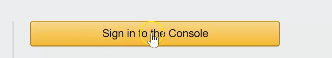 Sign in to the Console